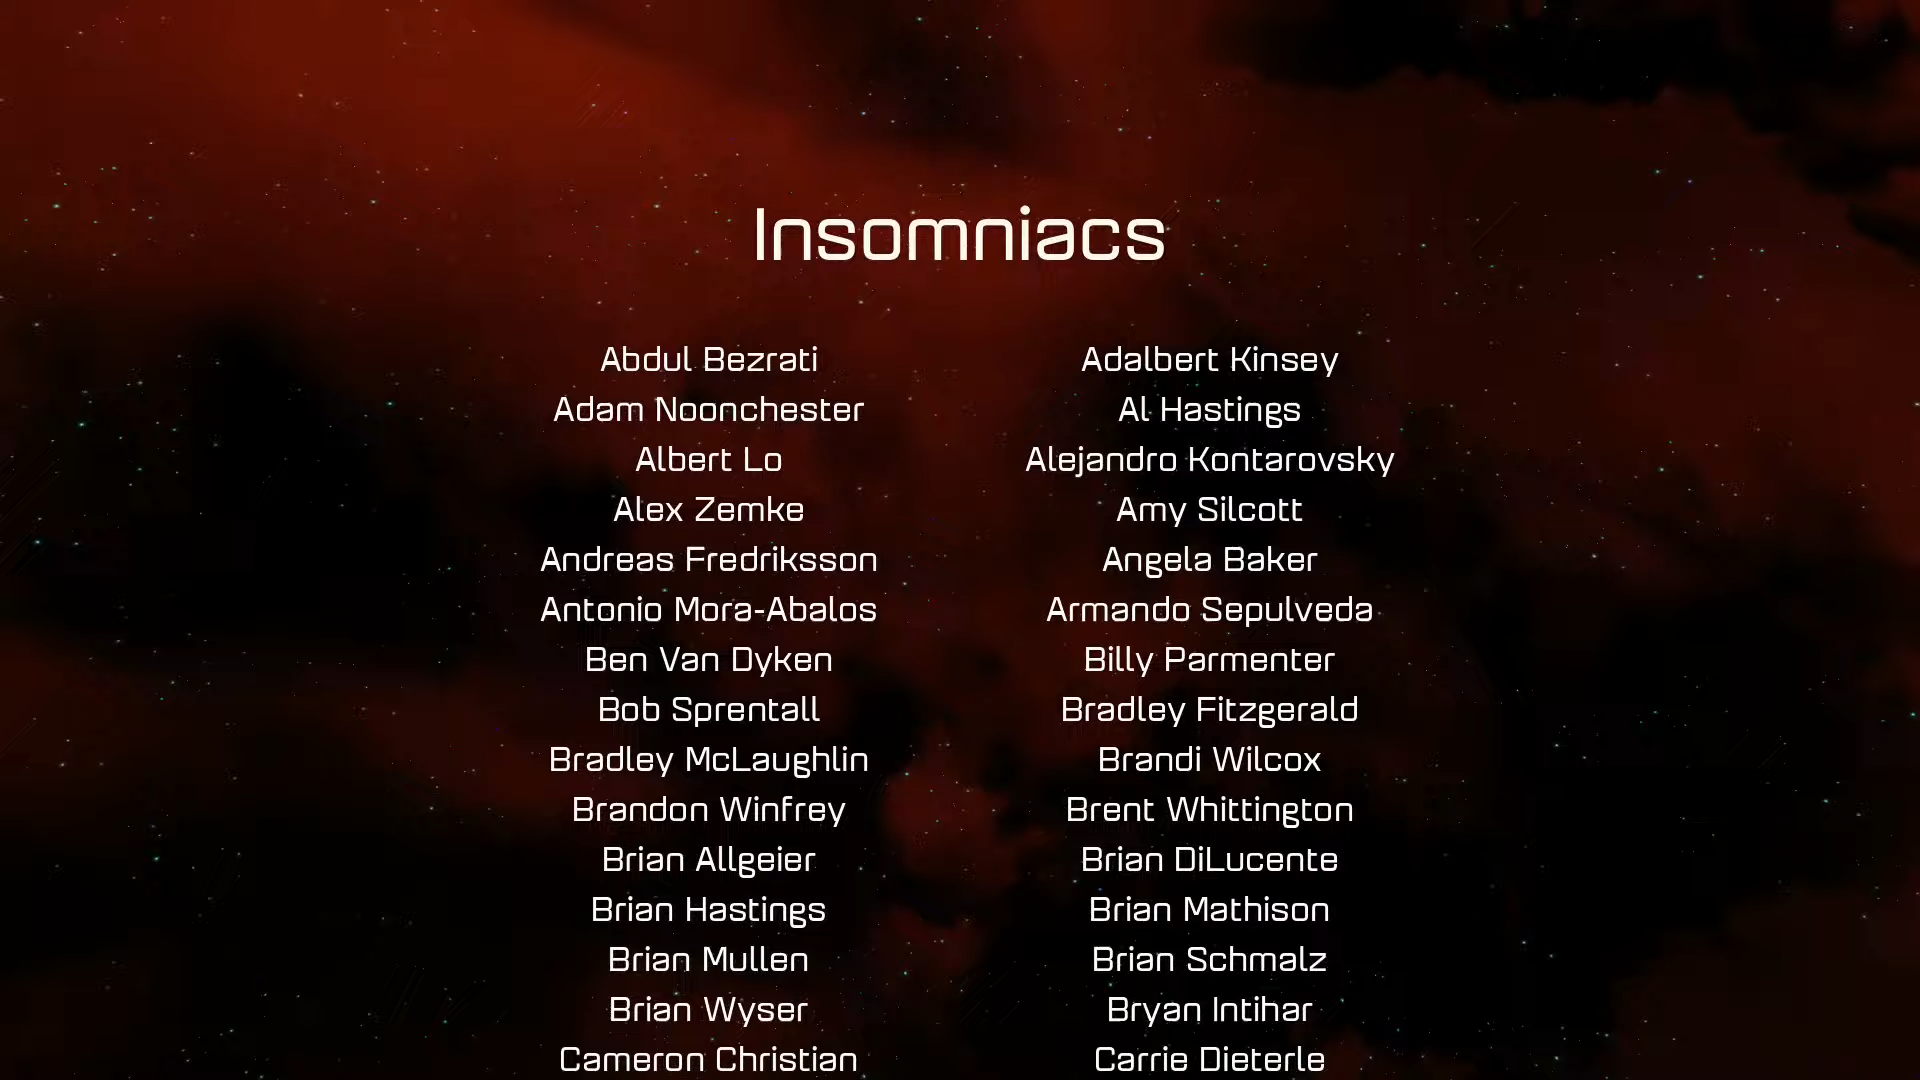 Insomniacs
Abdul Bezrati Adalbert Kinsey
Adam Noonchester Al Hastings
Albert Lo Alejandro Kontarovsky
Alex Zemke Amy Silcott
Andreas Fredriksson Angela Baker
Antonio Mora-Abalos Armando Sepulveda
Ben Van Dyken Billy Parmenter
Bob Sprentall Bradley Fitzgerald
Bradley McLaughlin Brandi Wilcox
Brandon Winfrey Brent Whittington
Brian Allgeier Brian DiLucente
Brian Hastings Brian Mathison
Brian Mullen Brian Schmalz
Brian Wyser Bryan Intihar
Cameron Christian Carrie Dieterle